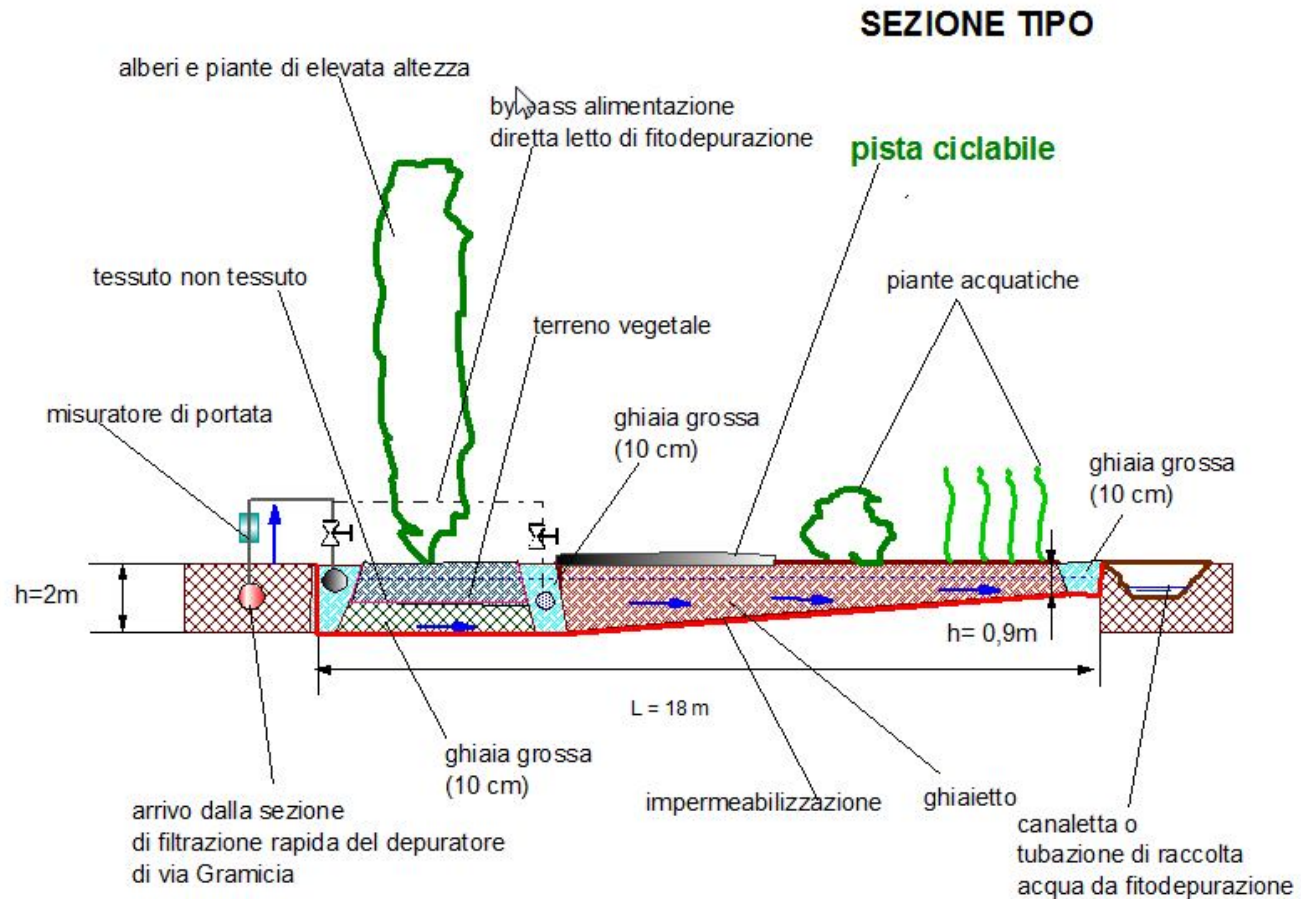 SEZIONE TIPO
alberi e piante di elevata altezza
bypass alimentazione
diretta letto di fitodepurazione
pista ciclabile
tessuto non tessuto
piante acquatiche
terreno vegetale
misuratore di portata
ghiaia grossa
(10 cm)
ghiaia grossa
(10 cm)
h=2m
h= 0,9m
L = 18 m
ghiaia grossa
(10 cm)
impermeabilizzazione
ghiaietto
arrivo dalla sezione
di filtrazione rapida del depuratore
di via Gramicia
canaletta o
tubazione di raccolta
acqua da fitodepurazione